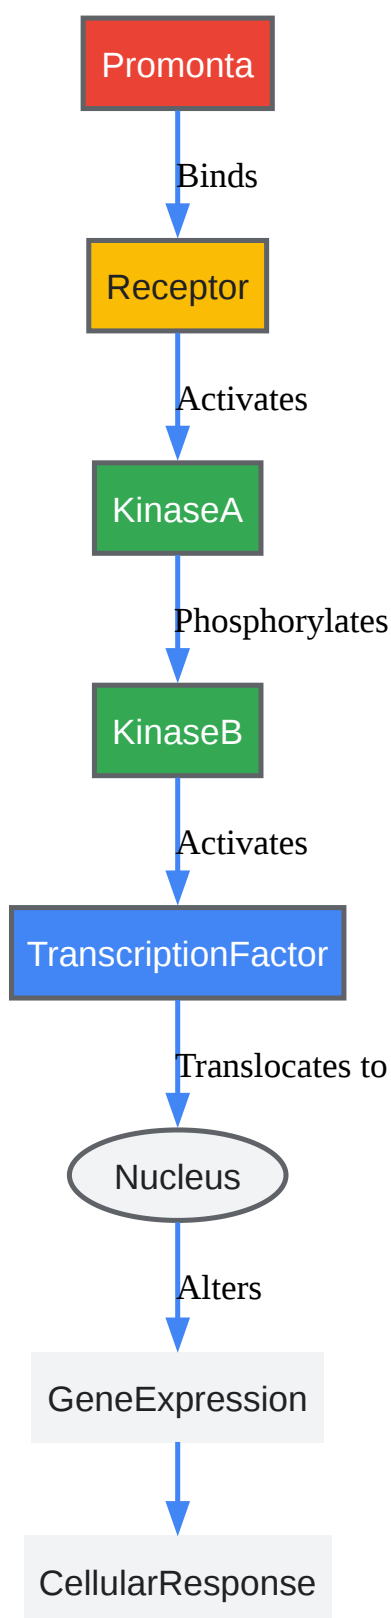 Promonta
Binds
Receptor
Activates
KinaseA
Phosphorylates
KinaseB
Activates
TranscriptionFactor
Translocates to
Nucleus
Alters
GeneExpression
CellularResponse